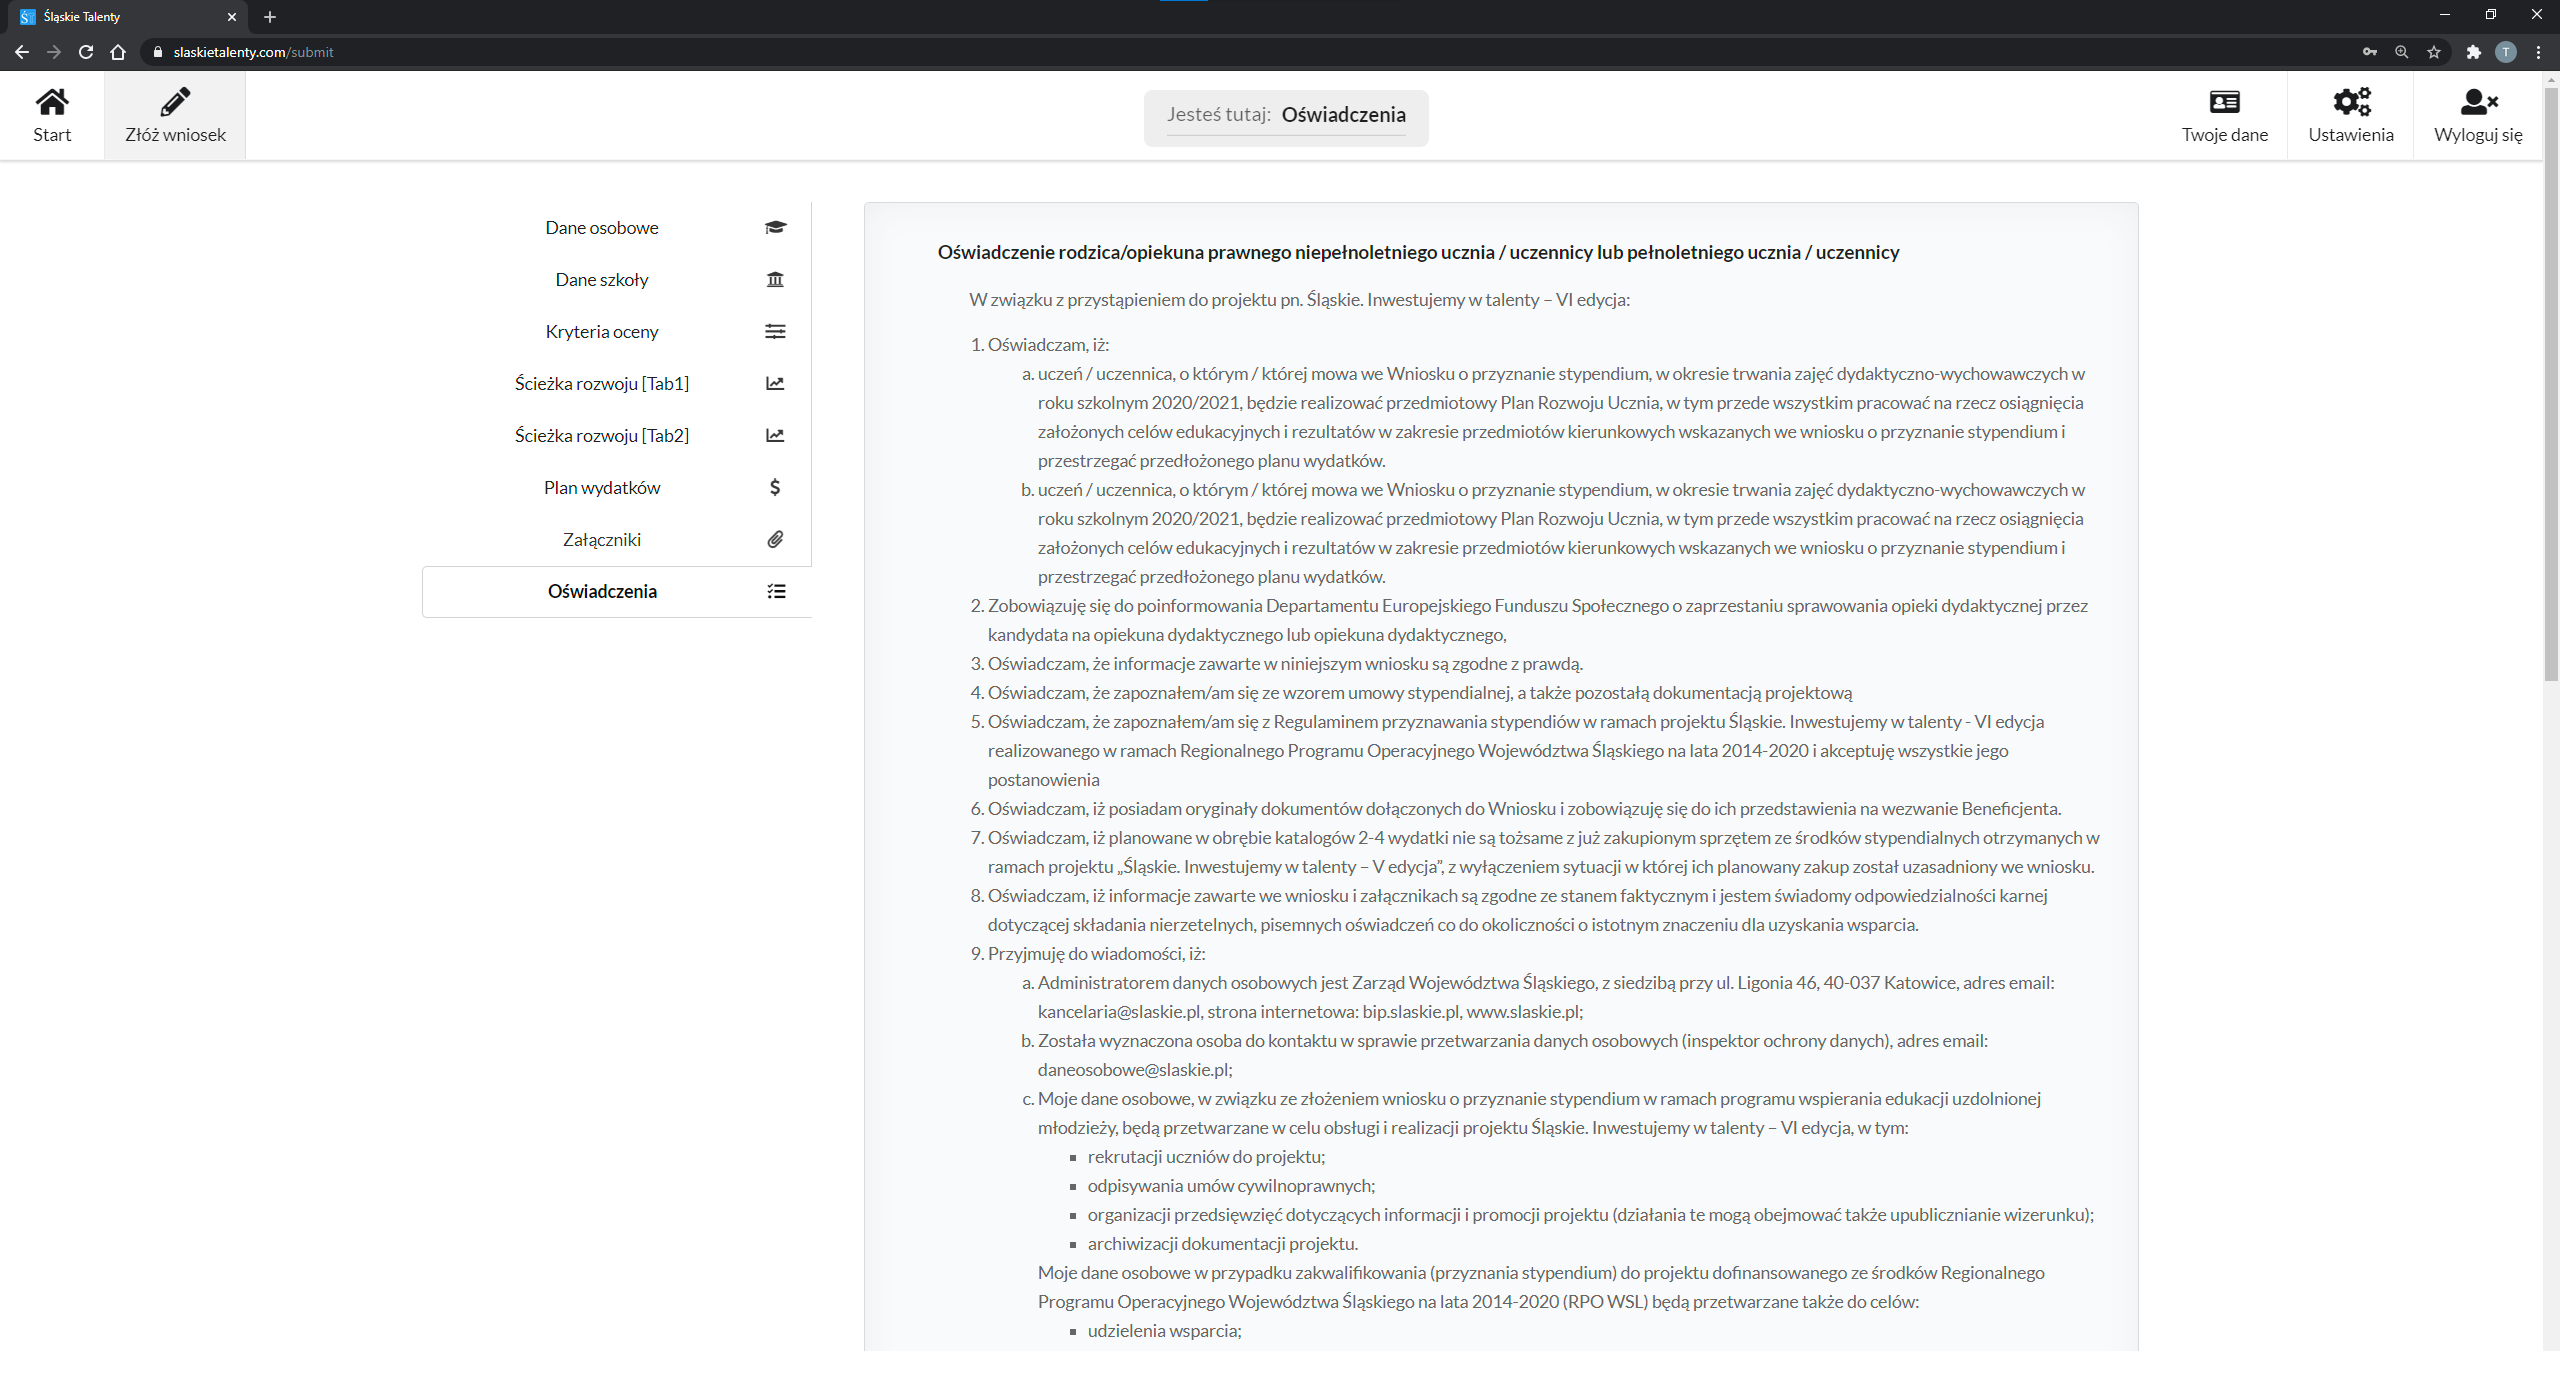 Śląskie Talenty
slaskietalenty.com/submit
T
Start
Złóż wniosek
Jesteś tutaj: Oświadczenia
Twoje dane
Ustawienia
Wyloguj się
Dane osobowe
Dane szkoły
Kryteria oceny
Ścieżka rozwoju [Tab1]
Ścieżka rozwoju [Tab2]
Plan wydatków
Załączniki
Oświadczenia
Oświadczenie rodzica/opiekuna prawnego niepełnoletniego ucznia / uczennicy lub pełnoletniego ucznia / uczennicy
W związku z przystąpieniem do projektu pn. Śląskie. Inwestujemy w talenty – VI edycja:
1. Oświadczam, iż:
a. uczeń / uczennica, o którym / której mowa we Wniosku o przyznanie stypendium, w okresie trwania zajęć dydaktyczno-wychowawczych w
roku szkolnym 2020/2021, będzie realizować przedmiotowy Plan Rozwoju Ucznia, w tym przede wszystkim pracować na rzecz osiągnięcia
założonych celów edukacyjnych i rezultatów w zakresie przedmiotów kierunkowych wskazanych we wniosku o przyznanie stypendium i
przestrzegać przedłożonego planu wydatków.
b. uczeń / uczennica, o którym / której mowa we Wniosku o przyznanie stypendium, w okresie trwania zajęć dydaktyczno-wychowawczych w
roku szkolnym 2020/2021, będzie realizować przedmiotowy Plan Rozwoju Ucznia, w tym przede wszystkim pracować na rzecz osiągnięcia
założonych celów edukacyjnych i rezultatów w zakresie przedmiotów kierunkowych wskazanych we wniosku o przyznanie stypendium i
przestrzegać przedłożonego planu wydatków.
2. Zobowiązuję się do poinformowania Departamentu Europejskiego Funduszu Społecznego o zaprzestaniu sprawowania opieki dydaktycznej przez
kandydata na opiekuna dydaktycznego lub opiekuna dydaktycznego,
3. Oświadczam, że informacje zawarte w niniejszym wniosku są zgodne z prawdą.
4. Oświadczam, że zapoznałem/am się ze wzorem umowy stypendialnej, a także pozostałą dokumentacją projektową
5. Oświadczam, że zapoznałem/am się z Regulaminem przyznawania stypendiów w ramach projektu Śląskie. Inwestujemy w talenty - VI edycja
realizowanego w ramach Regionalnego Programu Operacyjnego Województwa Śląskiego na lata 2014-2020 i akceptuję wszystkie jego
postanowienia
6. Oświadczam, iż posiadam oryginały dokumentów dołączonych do Wniosku i zobowiązuję się do ich przedstawienia na wezwanie Beneficjenta.
7. Oświadczam, iż planowane w obrębie katalogów 2-4 wydatki nie są tożsame z już zakupionym sprzętem ze środków stypendialnych otrzymanych w
ramach projektu „Śląskie. Inwestujemy w talenty – V edycja”, z wyłączeniem sytuacji w której ich planowany zakup został uzasadniony we wniosku.
8. Oświadczam, iż informacje zawarte we wniosku i załącznikach są zgodne ze stanem faktycznym i jestem świadomy odpowiedzialności karnej
dotyczącej składania nierzetelnych, pisemnych oświadczeń co do okoliczności o istotnym znaczeniu dla uzyskania wsparcia.
9. Przyjmuję do wiadomości, iż:
a. Administratorem danych osobowych jest Zarząd Województwa Śląskiego, z siedzibą przy ul. Ligonia 46, 40-037 Katowice, adres email:
kancelaria@slaskie.pl, strona internetowa: bip.slaskie.pl, www.slaskie.pl;
b. Została wyznaczona osoba do kontaktu w sprawie przetwarzania danych osobowych (inspektor ochrony danych), adres email:
daneosobowe@slaskie.pl;
c. Moje dane osobowe, w związku ze złożeniem wniosku o przyznanie stypendium w ramach programu wspierania edukacji uzdolnionej
młodzieży, będą przetwarzane w celu obsługi i realizacji projektu Śląskie. Inwestujemy w talenty – VI edycja, w tym:
▪ rekrutacji uczniów do projektu;
▪ odpisywania umów cywilnoprawnych;
▪ organizacji przedsięwzięć dotyczących informacji i promocji projektu (działania te mogą obejmować także upublicznianie wizerunku);
▪ archiwizacji dokumentacji projektu.
Moje dane osobowe w przypadku zakwalifikowania (przyznania stypendium) do projektu dofinansowanego ze środków Regionalnego
Programu Operacyjnego Województwa Śląskiego na lata 2014-2020 (RPO WSL) będą przetwarzane także do celów:
▪ udzielenia wsparcia;